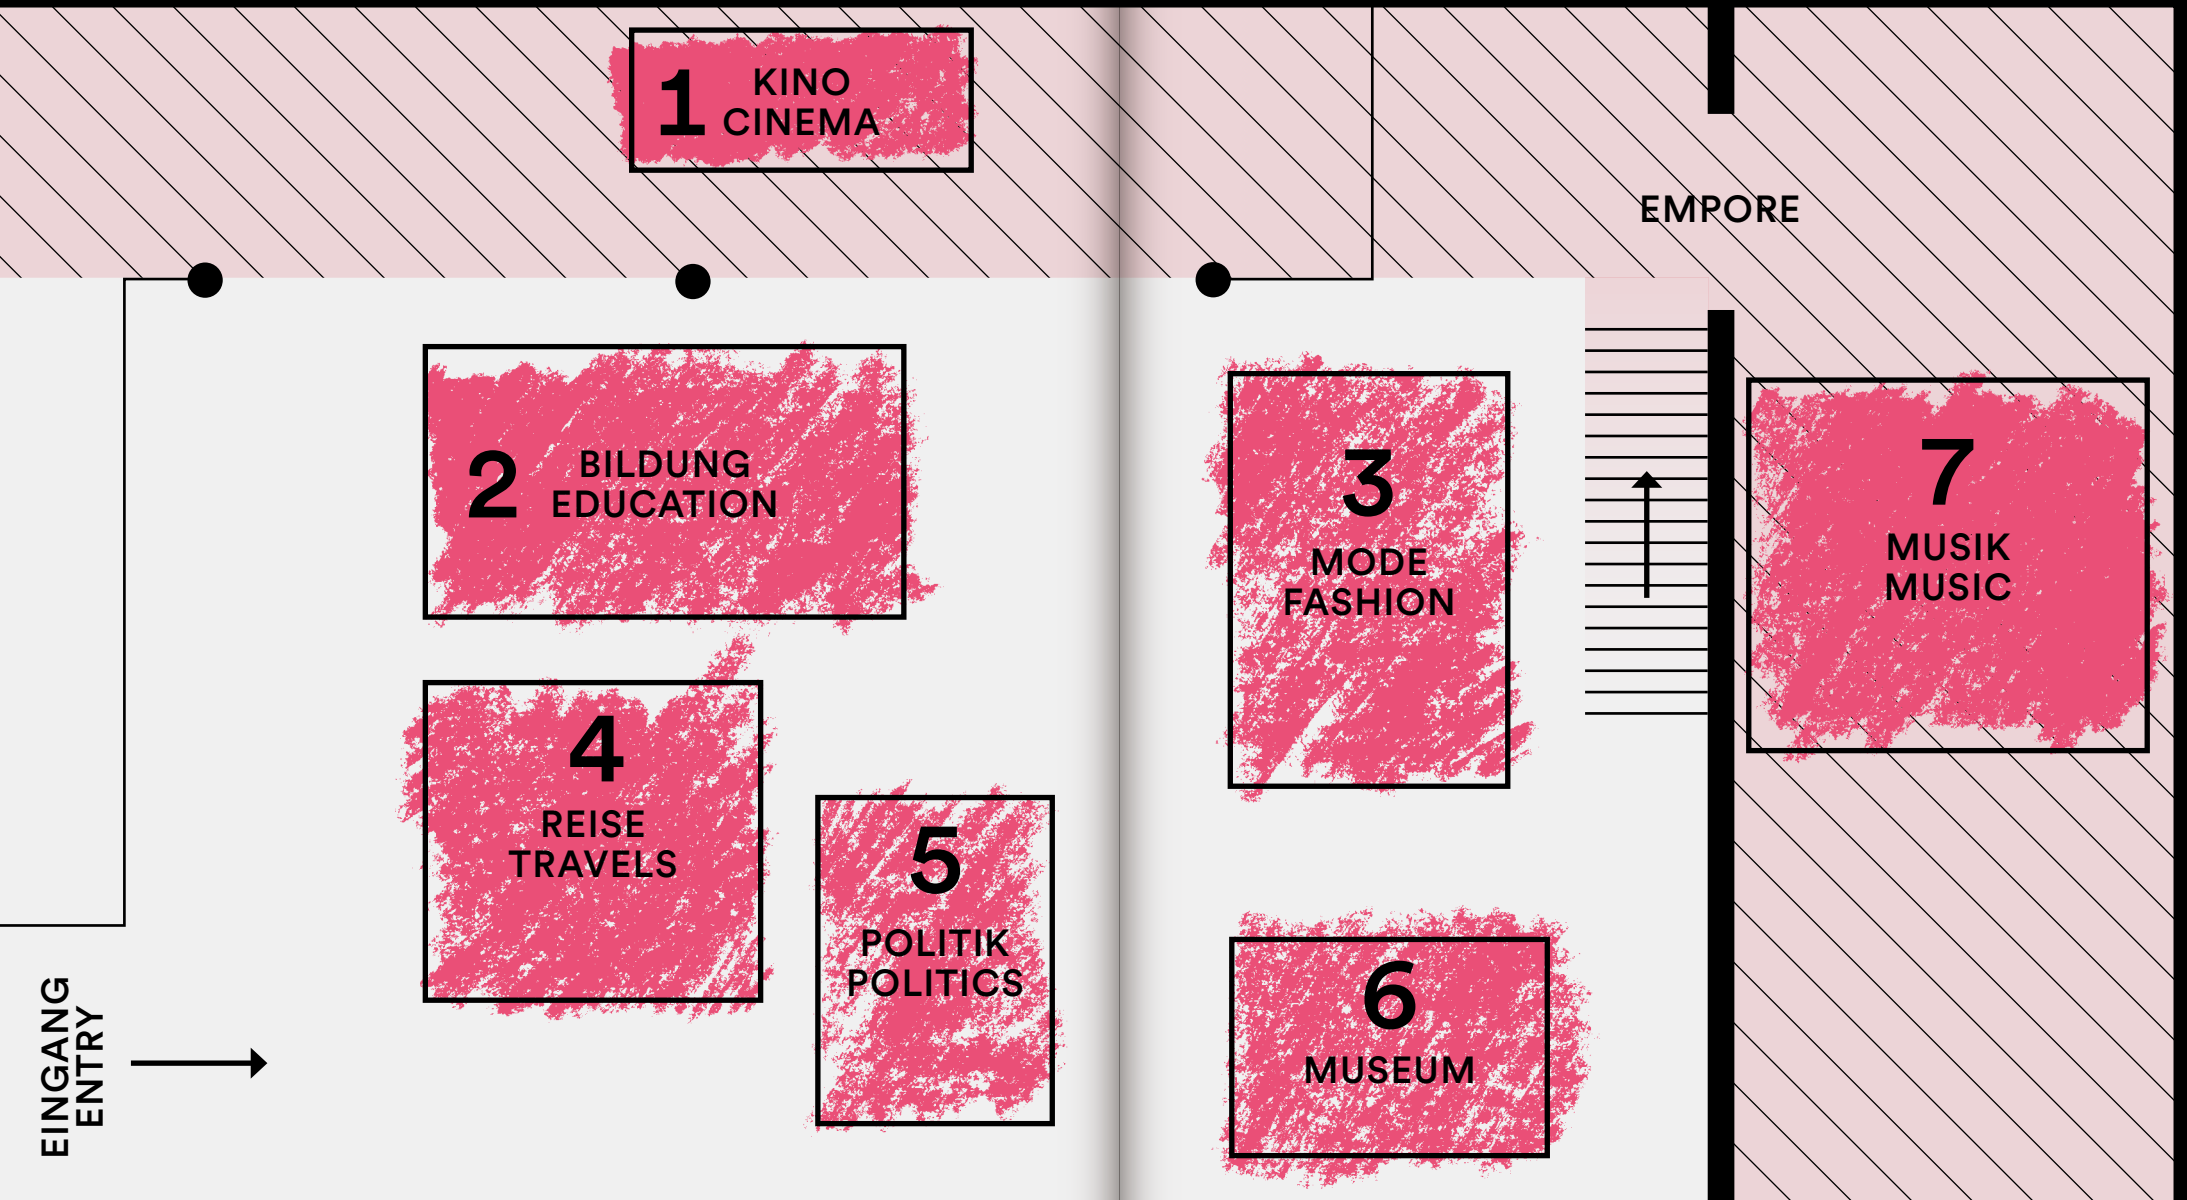 1
KINO
CINEMA
EMPORE
2
BILDUNG
EDUCATION
3
MODE
FASHION
7
MUSIK
MUSIC
4
REISE
TRAVELS
5
POLITIK
POLITICS
6
MUSEUM
EINGANG
ENTRY